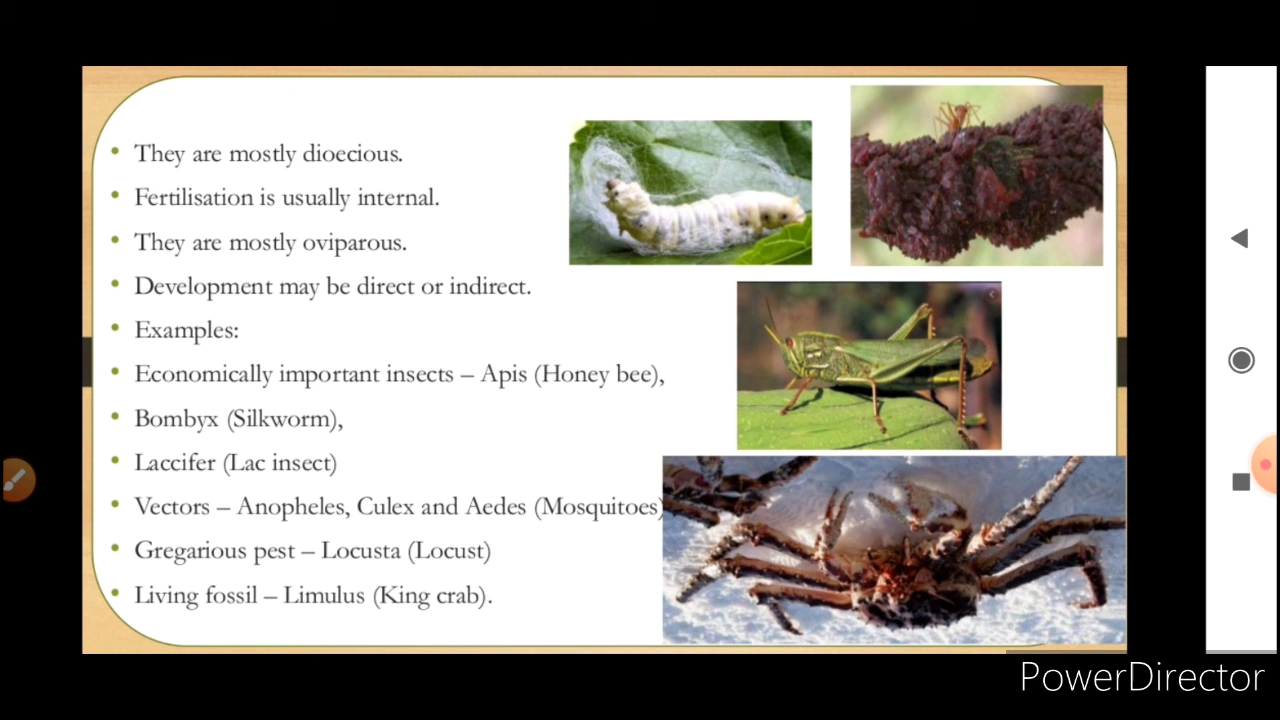 They are mostly dioecious.
Fertilisation is usually internal.
They are mostly oviparous.
Development may be direct or indirect.
Examples:
Economically important insects – Apis (Honey bee),
Bombyx (Silkworm),
Laccifer (Lac insect)
Vectors – Anopheles, Culex and Aedes (Mosquitoes)
Gregarious pest – Locusta (Locust)
Living fossil – Limulus (King crab).
PowerDirector